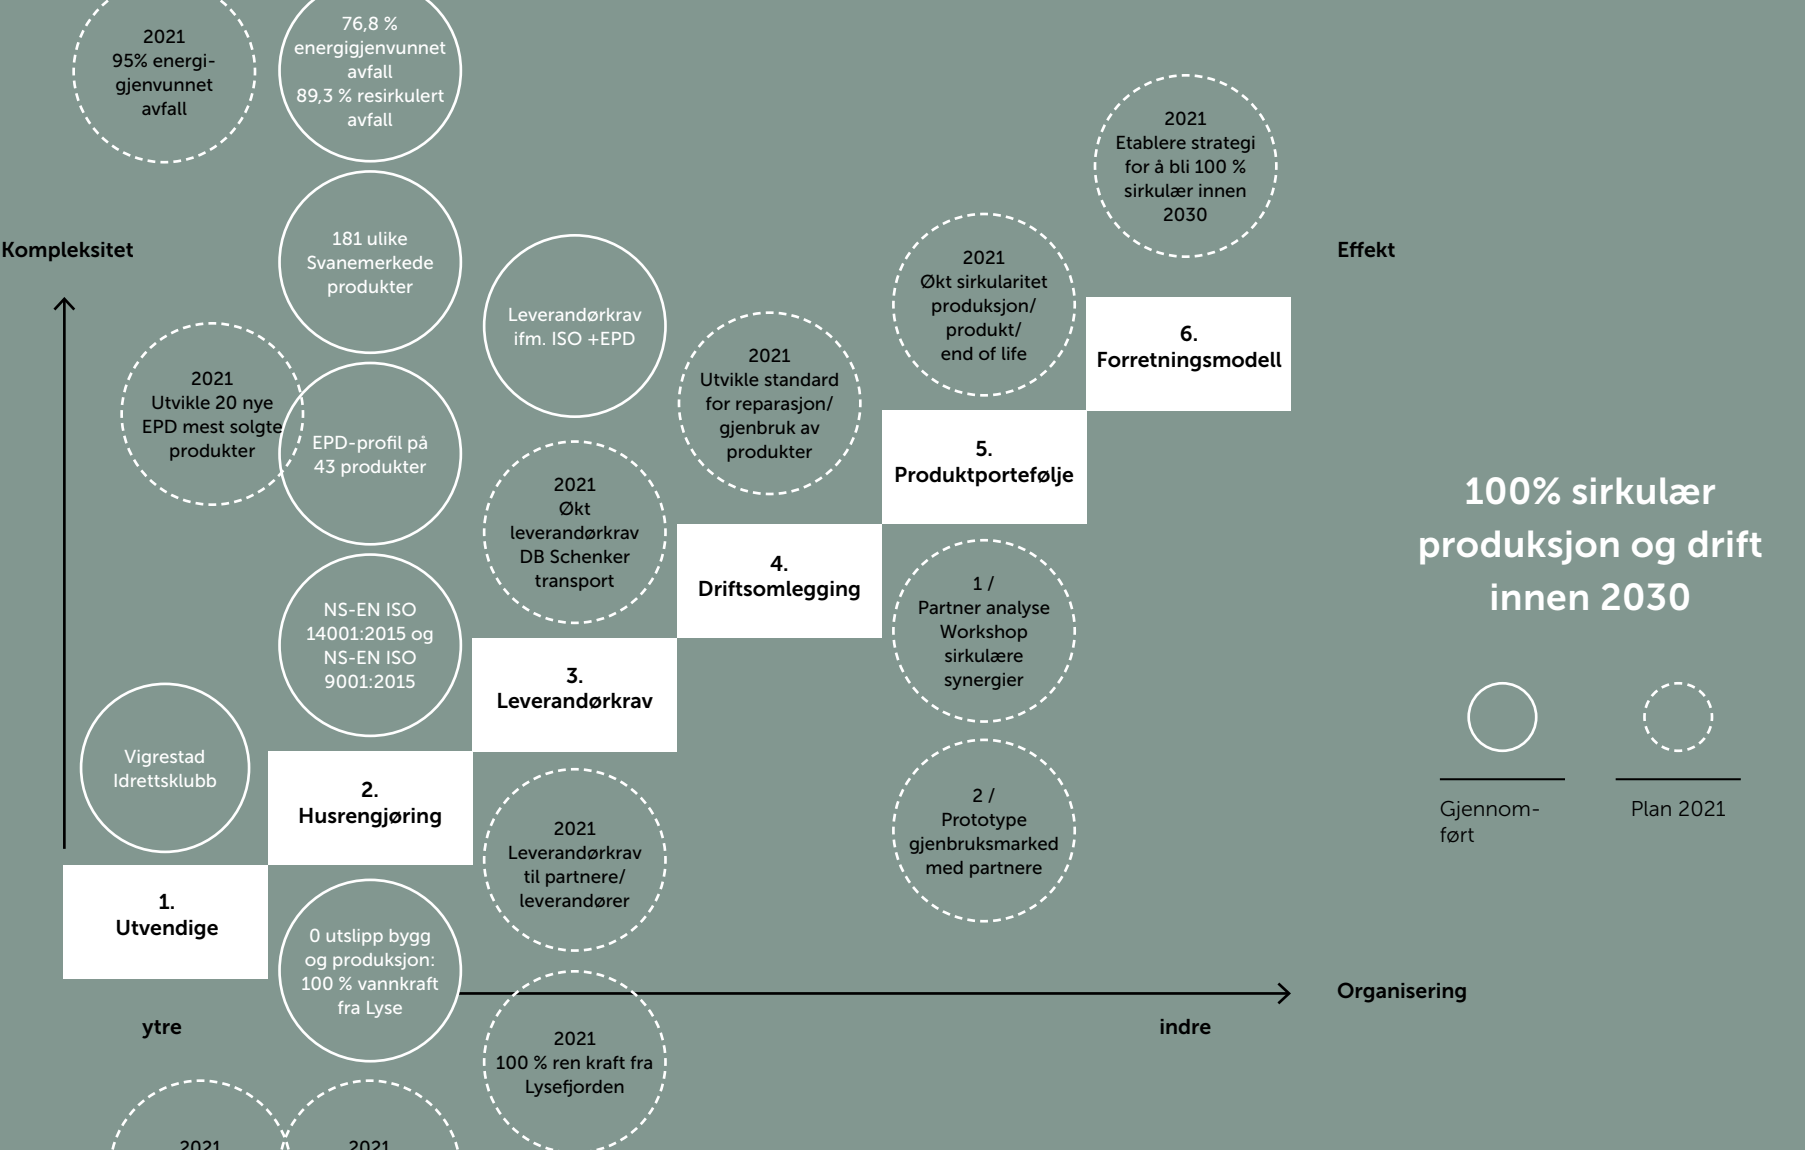 2021
95% energi-
gjenvunnet
avfall
76,8 %
energigjenvunnet
avfall
89,3 % resirkulert
avfall
2021
Etablere strategi
for å bli 100 %
sirkulær innen
2030
Kompleksitet
181 ulike
Svanemerkede
produkter
Leverandørkrav
ifm. ISO +EPD
2021
Økt sirkularitet
produksjon/
produkt/
end of life
Effekt
6.
Forretningsmodell
2021
Utvikle 20 nye
EPD mest solgte
produkter
EPD-profil på
43 produkter
2021
Utvikle standard
for reparasjon/
gjenbruk av
produkter
5.
Produktportefølje
2021
Økt
leverandørkrav
DB Schenker
transport
4.
Driftsomlegging
1 /
Partner analyse
Workshop
sirkulære
synergier
100% sirkulær
produksjon og drift
innen 2030
NS-EN ISO
14001:2015 og
NS-EN ISO
9001:2015
3.
Leverandørkrav
Vigrestad
Idrettsklubb
2.
Husrengjøring
2021
Leverandørkrav
til partnere/
leverandører
2 /
Prototype
gjenbruksmarked
med partnere
Gjennom-
ført
Plan 2021
1.
Utvendige
0 utslipp bygg
og produksjon:
100 % vannkraft
fra Lyse
Organisering
ytre
indre
2021
100 % ren kraft fra
Lysefjorden
2021
2021